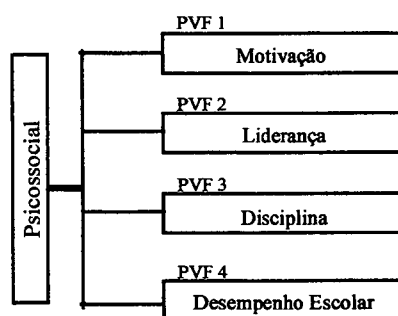 Psicossocial
PVF 1
Motivação
PVF 2
Liderança
PVF 3
Disciplina
PVF 4
Desempenho Escolar